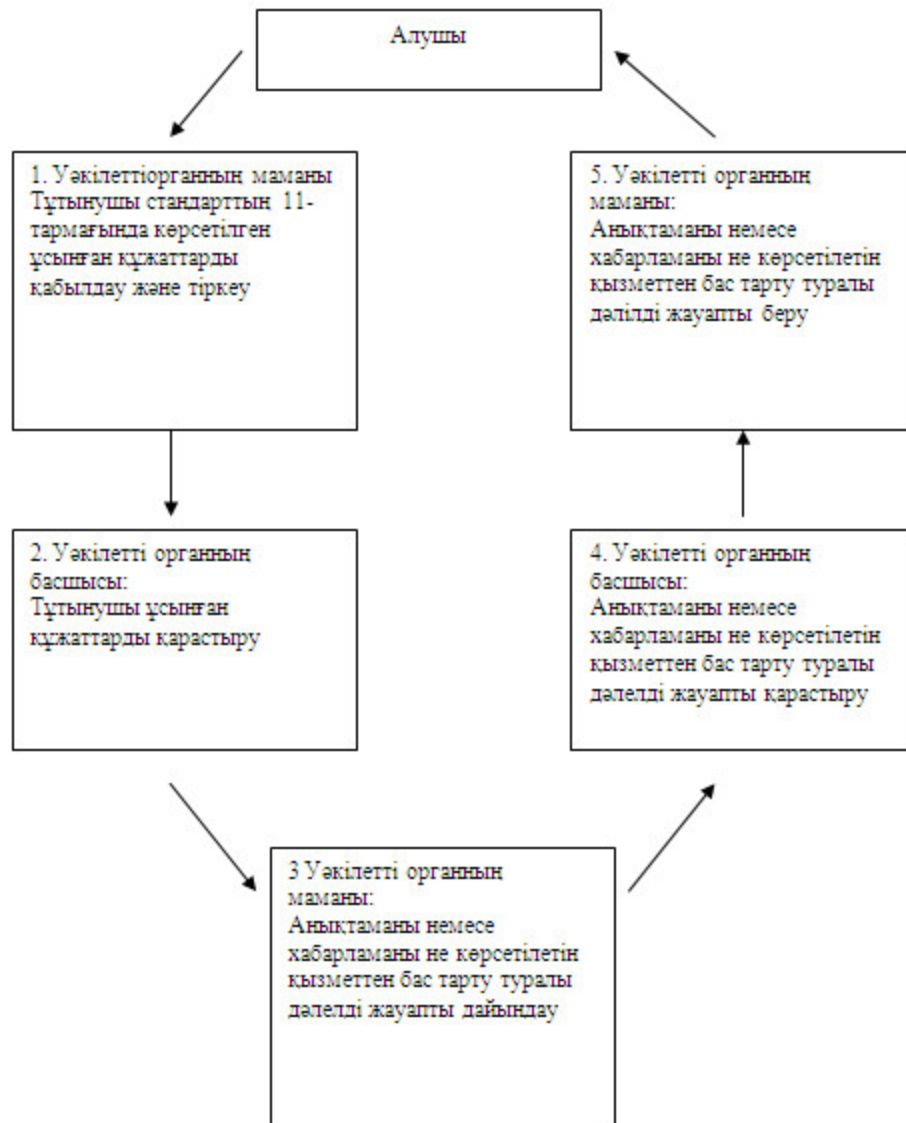 Алушы
1. Уәкілеттіорганның маманы
Тұтынушы стандарттың 11-
тармағында көрсетілген
ұсынған құжаттарды
қабылдау және тіркеу
2. Уәкілетті органның
басшысы:
Тұтынушы ұсынған
құжаттарды қарастыру
3 Уәкілетті органның
маманы:
Анықтаманы немесе
хабарламаны не көрсетілетін
қызметтен бас тарту туралы
дәлелді жауапты дайындау
4. Уәкілетті органның
басшысы:
Анықтаманы немесе
хабарламаны не көрсетілетін
қызметтен бас тарту туралы
дәлелді жауапты қарастыру
5. Уәкілетті органның
маманы:
Анықтаманы немесе
хабарламаны не көрсетілетін
қызметтен бас тарту туралы
дәлілді жауапты беру